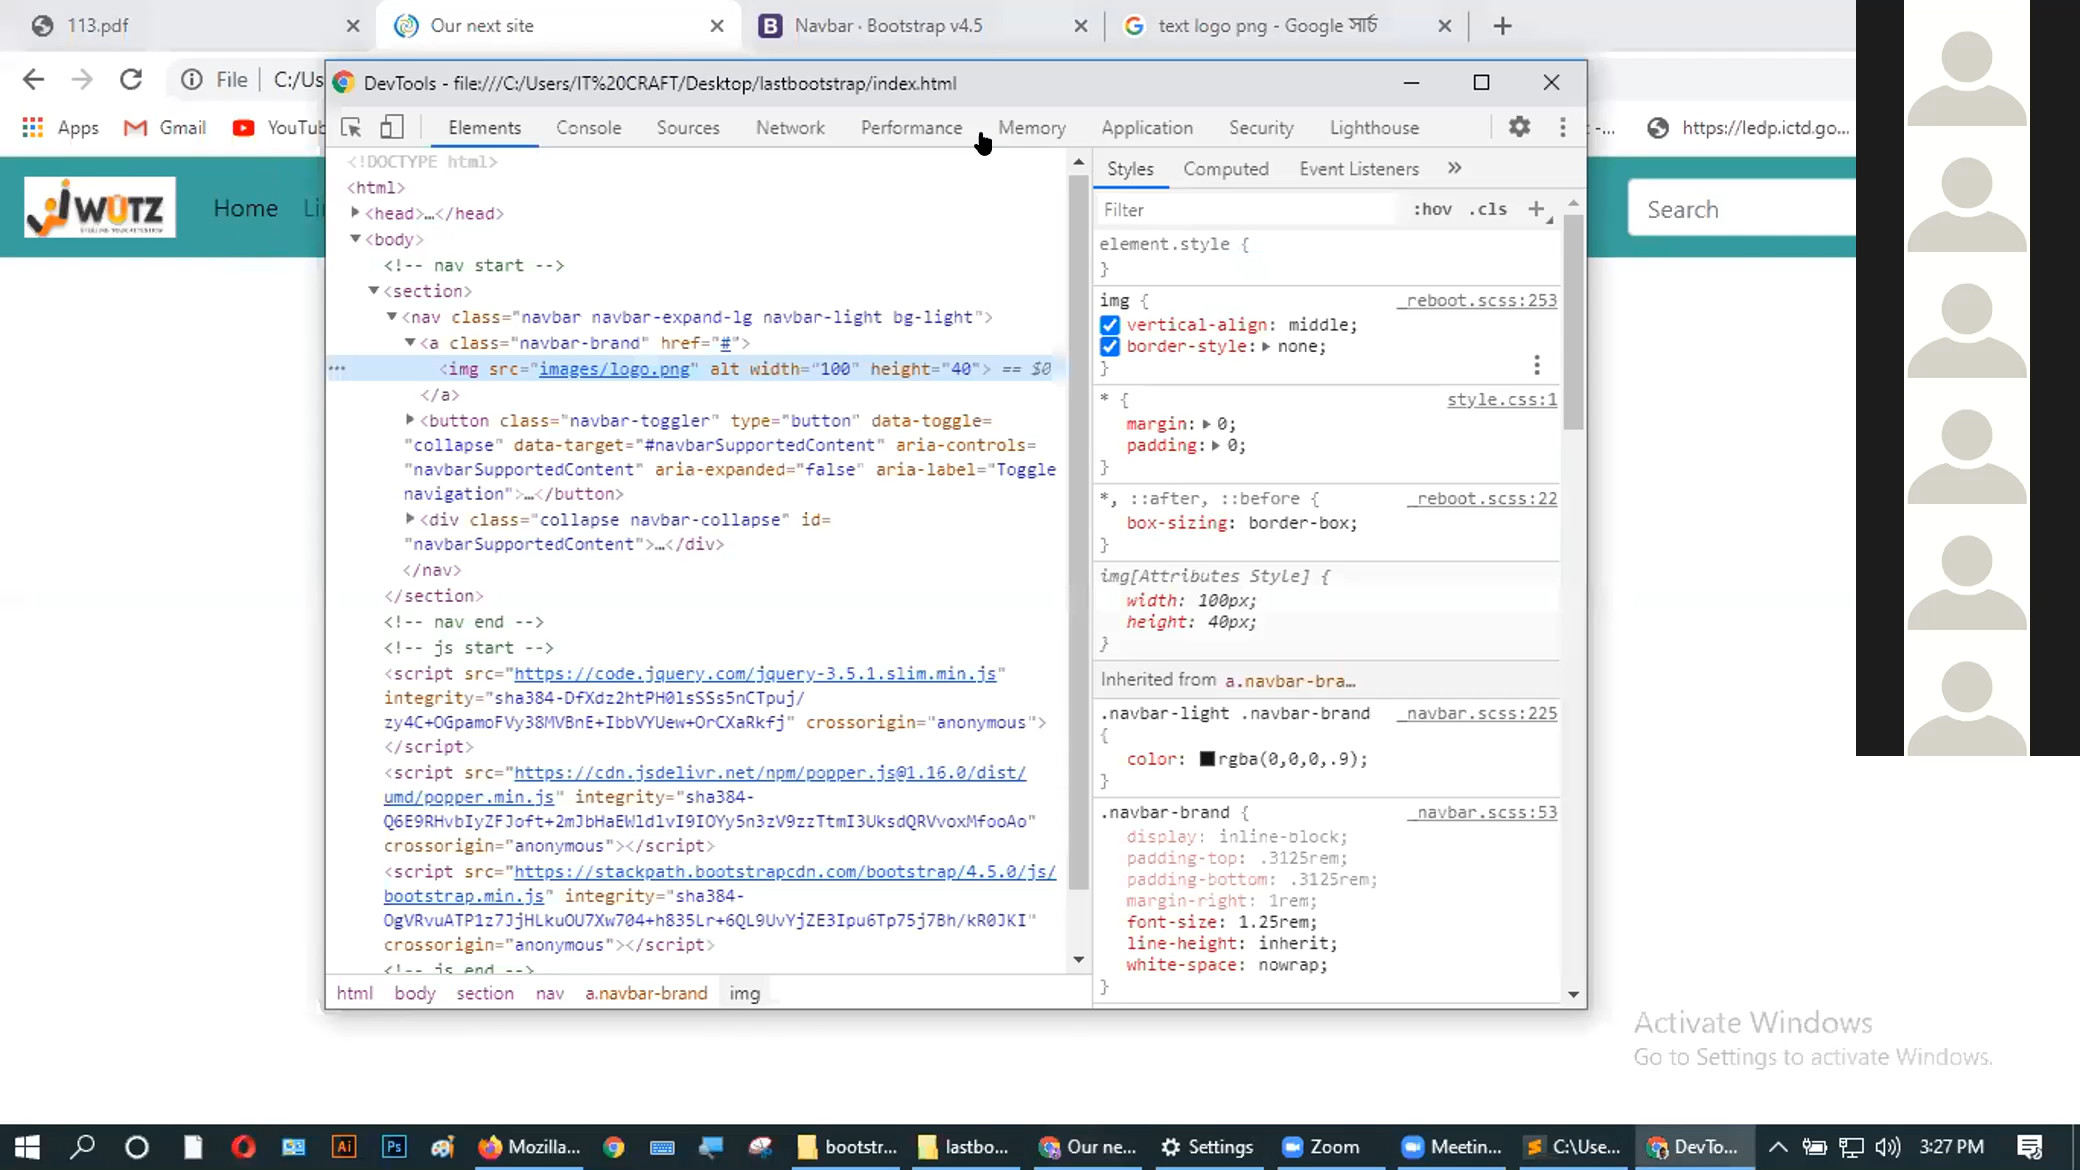 113.pdf
Our next site
Navbar · Bootstrap v4.5
text logo png - Google সার্চ
File
C:/Us
DevTools - file:///C:/Users/IT%20CRAFT/Desktop/lastbootstrap/index.html
Apps
Gmail
YouTu
https://ledp.ictd.go...
Elements
Console
Sources
Network
Performance
Memory
Application
Security
Lighthouse
WUTZ
Home
Li
Search
<!DOCTYPE html>
<html>
<head>…</head>
<body>
<!-- nav start -->
<section>
<nav class="navbar navbar-expand-lg navbar-light bg-light">
<a class="navbar-brand" href="#">
<img src="images/logo.png" alt width="100" height="40"> == $0
</a>
<button class="navbar-toggler" type="button" data-toggle=
"collapse" data-target="#navbarSupportedContent" aria-controls=
"navbarSupportedContent" aria-expanded="false" aria-label="Toggle
navigation">…</button>
<div class="collapse navbar-collapse" id=
"navbarSupportedContent">…</div>
</nav>
</section>
<!-- nav end -->
<!-- js start -->
<script src="https://code.jquery.com/jquery-3.5.1.slim.min.js"
integrity="sha384-DfXdz2htPH0lsSSs5nCTpuj/
zy4C+OGpamoFVy38MVBnE+IbbVYUew+OrCXaRkfj" crossorigin="anonymous">
</script>
<script src="https://cdn.jsdelivr.net/npm/popper.js@1.16.0/dist/
umd/popper.min.js" integrity="sha384-
Q6E9RHvbIyZFJoft+2mJbHaEWldlvI9IOYy5n3zV9zzTtmI3UksdQRVvoxMfooAo"
crossorigin="anonymous"></script>
<script src="https://stackpath.bootstrapcdn.com/bootstrap/4.5.0/js/
bootstrap.min.js" integrity="sha384-
OgVRvuATP1z7JjHLkuOU7Xw704+h835Lr+6QL9UvYjZE3Ipu6Tp75j7Bh/kR0JKI"
crossorigin="anonymous"></script>
<!-- js end -->
html body section nav a.navbar-brand img
Styles
Computed
Event Listeners
Filter
:hov .cls
element.style {
}
img { _reboot.scss:253
vertical-align: middle;
border-style: none;
}
* { style.css:1
margin: 0;
padding: 0;
}
*, ::after, ::before { _reboot.scss:22
box-sizing: border-box;
}
img[Attributes Style] {
width: 100px;
height: 40px;
}
Inherited from a.navbar-bra…
.navbar-light .navbar-brand _navbar.scss:225
{
color: rgba(0,0,0,.9);
}
.navbar-brand { _navbar.scss:53
display: inline-block;
padding-top: .3125rem;
padding-bottom: .3125rem;
margin-right: 1rem;
font-size: 1.25rem;
line-height: inherit;
white-space: nowrap;
}
Activate Windows
Go to Settings to activate Windows.
Ai
Ps
Mozilla...
bootstr...
lastbo...
Our ne...
Settings
Zoom
Meetin...
C:\Use...
DevTo...
3:27 PM